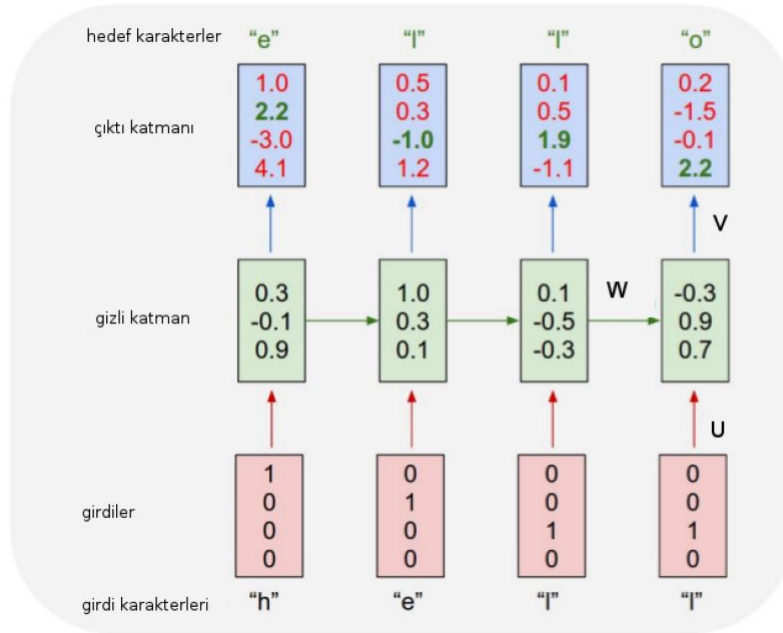 hedef karakterler “e” “l” “l” “o”
çıktı katmanı
1.0 0.5 0.1 0.2
2.2 0.3 0.5 -1.5
-3.0 -1.0 1.9 -0.1
4.1 1.2 -1.1 2.2
V
gizli katman
0.3 1.0 0.1 W -0.3
-0.1 0.3 -0.5 0.9
0.9 0.1 -0.3 0.7
U
girdiler
1 0 0 0
0 1 0 0
0 0 1 1
0 0 0 0
girdi karakterleri “h” “e” “l” “l”